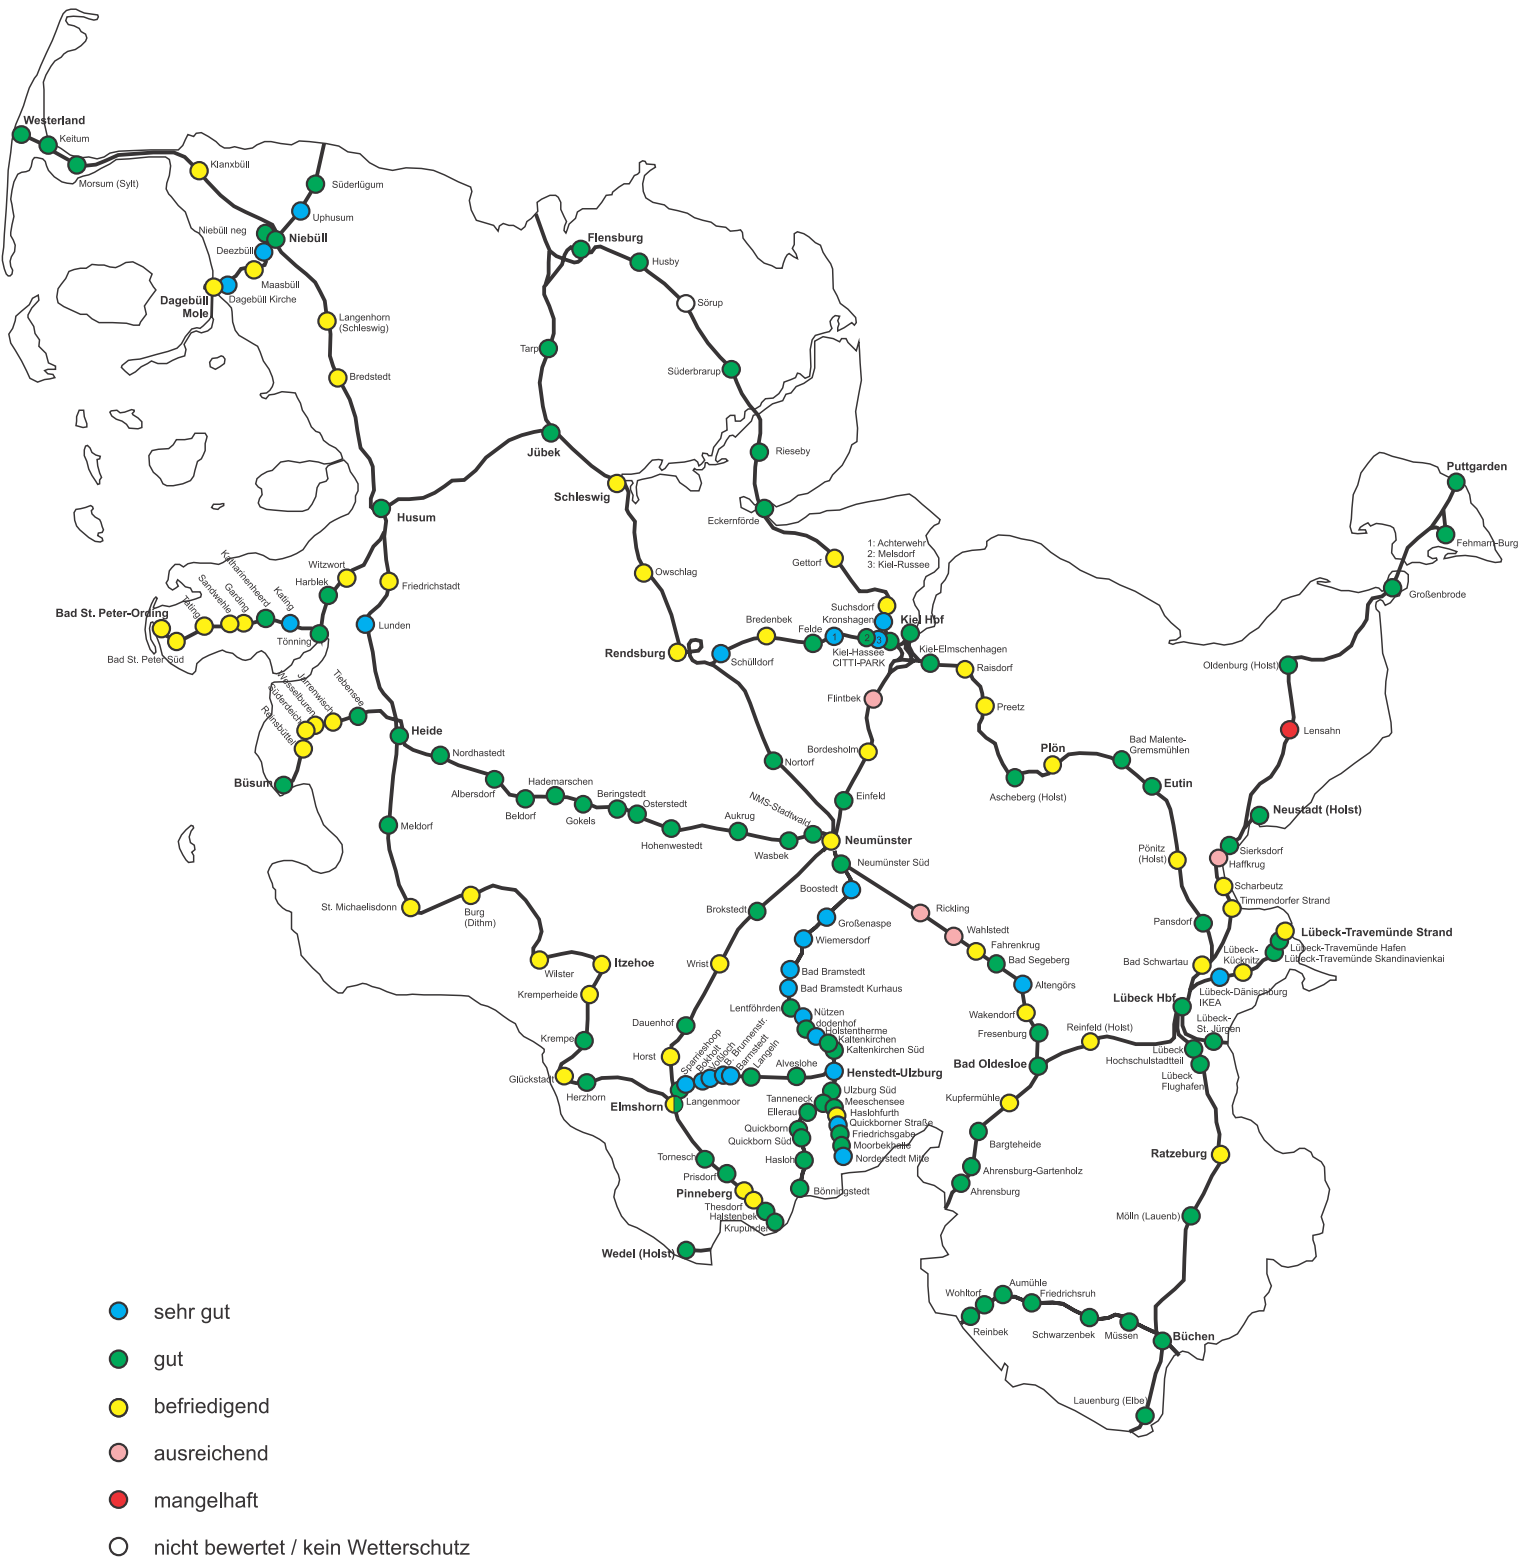 Westerland
Keitum
Morsum (Sylt)
Klanxbüll
Süderlügum
Uphusum
Niebüll neg
Niebüll
Deezbüll
Maasbüll
Dagebüll Kirche
Dagebüll
Mole
Langenhorn
(Schleswig)
Bredstedt
Flensburg
Husby
Sörup
Tarp
Süderbrarup
Jübek
Rieseby
Schleswig
Husum
Eckernförde
Puttgarden
Fehmarn-Burg
Großenbrode
Gettorf
1: Achterwehr
2: Melsdorf
3: Kiel-Russee
Owschlag
Witzwort
Harblek
Friedrichstadt
Katharinenheerd
Kating
Garding
Sandwehle
Tating
Bad St. Peter-Ording
Bad St. Peter Süd
Tönning
Lunden
Suchsdorf
Kronshagen
Kiel Hbf
Bredenbek
Felde
1
2
3
Kiel-Hassee
CITTI-PARK
Kiel-Elmschenhagen
Rendsburg
Schülldorf
Raisdorf
Oldenburg (Holst)
Flintbek
Preetz
Lensahn
Tiebensee
Jarrenwisch
Wesselburen
Süderdeich
Reinsbüttel
Büsum
Heide
Nordhastedt
Albersdorf
Beldorf
Hademarschen
Gokels
Beringstedt
Osterstedt
Hohenwestedt
Aukrug
Wasbek
NMS-Stadtwald
Nortorf
Bordesholm
Einfeld
Neumünster
Neumünster Süd
Plön
Ascheberg (Holst)
Bad Malente-
Gremsmühlen
Eutin
Neustadt (Holst)
Meldorf
Sierksdorf
Haffkrug
Pönitz
(Holst)
Scharbeutz
Timmendorfer Strand
St. Michaelisdonn
Burg
(Dithm)
Boostedt
Großenaspe
Wiemersdorf
Brokstedt
Rickling
Wahlstedt
Fahrenkrug
Bad Segeberg
Altengörs
Wakendorf
Fresenburg
Pansdorf
Lübeck-Travemünde Strand
Lübeck-Travemünde Hafen
Lübeck-Travemünde Skandinavienkai
Lübeck-
Kücknitz
Bad Schwartau
Lübeck-Dänischburg
IKEA
Lübeck Hbf
Lübeck-
St. Jürgen
Lübeck
Hochschulstadtteil
Lübeck
Flughafen
Reinfeld (Holst)
Bad Oldesloe
Wilster
Itzehoe
Kremperheide
Krempe
Glückstadt
Herzhorn
Wrist
Dauenhof
Horst
Elmshorn
Bad Bramstedt
Bad Bramstedt Kurhaus
Lentföhrden
Nützen
dodenhof
Holstentherme
Kaltenkirchen
Kaltenkirchen Süd
Langenmoor
Sparrieshoop
Bokholt
Voßloch
B. Brunnenstr.
Barmstedt
Langeln
Alveslohe
Henstedt-Ulzburg
Ulzburg Süd
Tanneck
Meeschensee
Ellerau
Haslohfurth
Quickborner Straße
Quickborn
Friedrichsgabe
Quickborn Süd
Moorbekhalle
Hasloh
Norderstedt Mitte
Bönningstedt
Tornesch
Prisdorf
Pinneberg
Thesdorf
Halstenbek
Krupunder
Wedel (Holst)
Kupfermühle
Bargteheide
Ahrensburg-Gartenholz
Ahrensburg
Ratzeburg
Mölln (Lauenb)
Wohltorf
Aumühle
Friedrichsruh
Reinbek
Schwarzenbek
Müssen
Büchen
Lauenburg (Elbe)
sehr gut
gut
befriedigend
ausreichend
mangelhaft
nicht bewertet / kein Wetterschutz